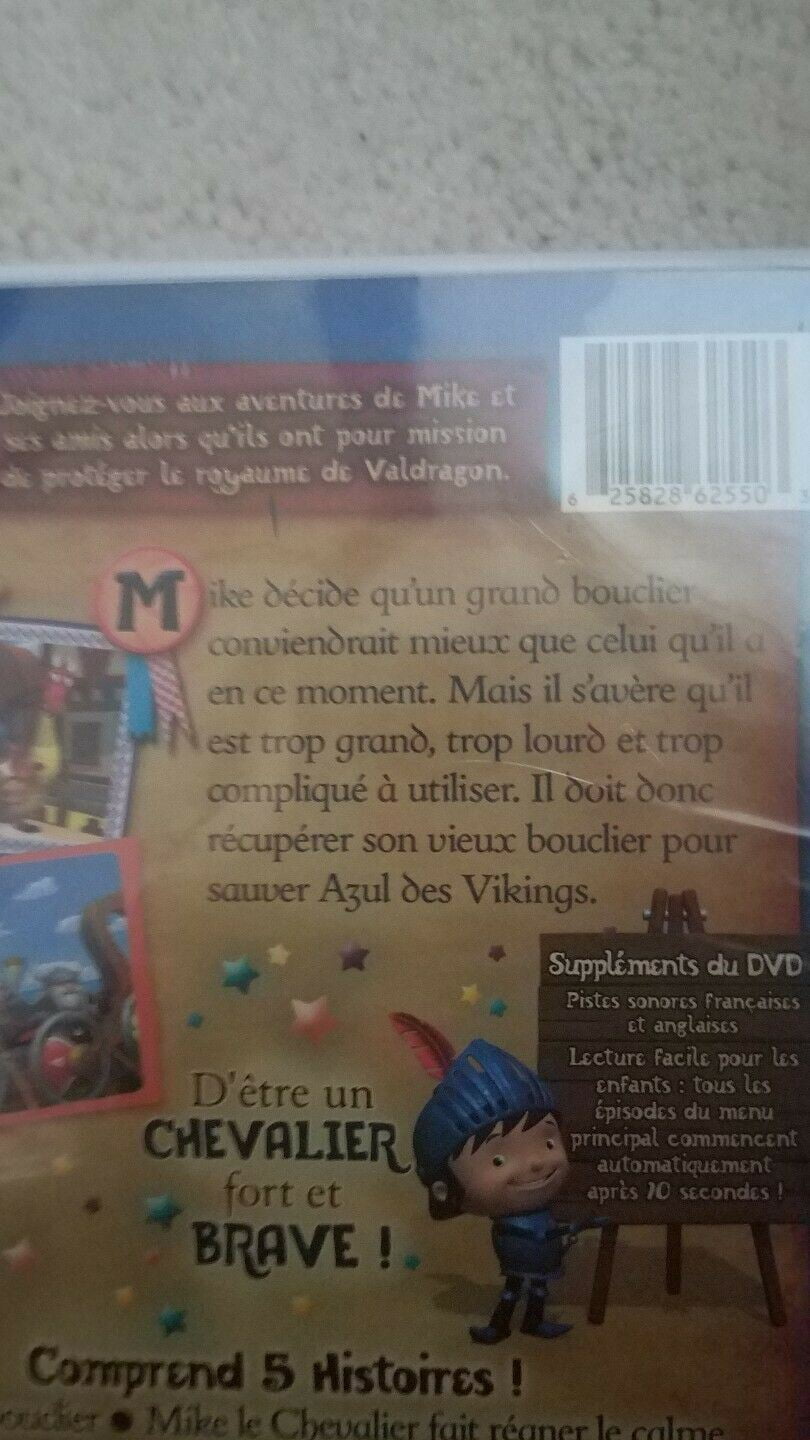 Joignez-vous aux aventures de Mike et
ses amis alors qu'ils ont pour mission
de protéger le royaume de Valdragon.
6 25828 62550
Mike décide qu'un grand bouclier
conviendrait mieux que celui qu'il a
en ce moment. Mais il s'avère qu'il
est trop grand, trop lourd et trop
compliqué à utiliser. Il doit donc
récupérer son vieux bouclier pour
sauver Azul des Vikings.
Suppléments du DVD
Pistes sonores françaises
et anglaises
Lecture facile pour les
enfants : tous les
épisodes du menu
principal commencent
automatiquement
après 10 secondes !
D'être un
CHEVALIER
fort et
BRAVE !
Comprend 5 Histoires !
bouclier ● Mike le Chevalier fait régner le calme